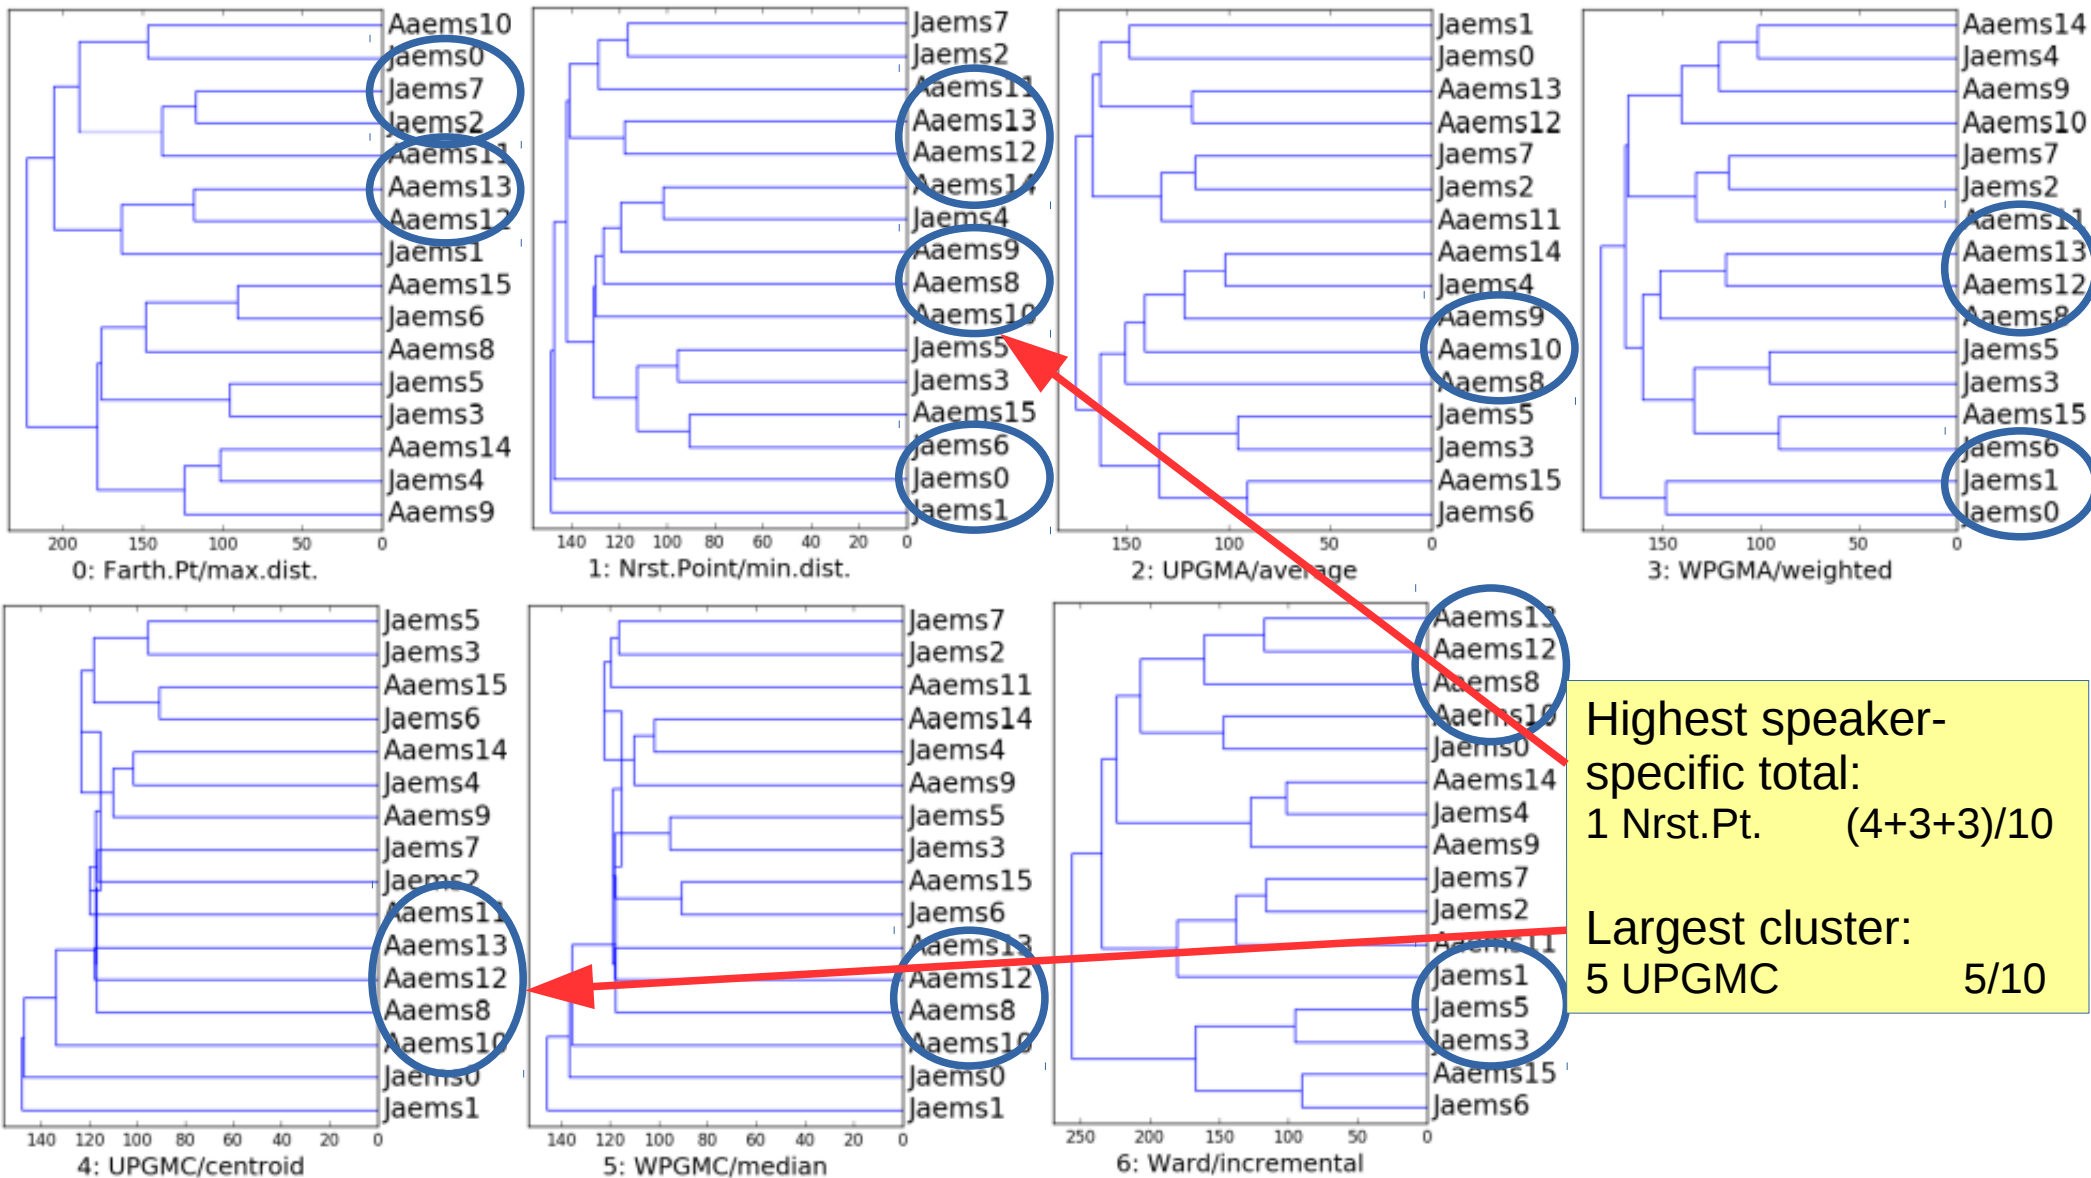 Aaems10
Jaems0
Jaems7
Jaems2
Aaems11
Aaems13
Aaems12
Jaems1
Aaems15
Jaems6
Aaems8
Jaems5
Jaems3
Aaems14
Jaems4
Aaems9
200 150 100 50 0
0: Farth.Pt/max.dist.
Jaems7
Jaems2
Aaems11
Aaems13
Aaems12
Aaems14
Jaems4
Aaems9
Aaems8
Aaems10
Jaems5
Jaems3
Aaems15
Jaems6
Jaems0
Jaems1
140 120 100 80 60 40 20 0
1: Nrst.Point/min.dist.
Jaems1
Jaems0
Aaems13
Aaems12
Jaems7
Jaems2
Aaems11
Aaems14
Jaems4
Aaems9
Aaems10
Aaems8
Jaems5
Jaems3
Aaems15
Jaems6
150 100 50 0
2: UPGMA/average
Aaems14
Jaems4
Aaems9
Aaems10
Jaems7
Jaems2
Aaems11
Aaems13
Aaems12
Aaems8
Jaems5
Jaems3
Aaems15
Jaems6
Jaems1
Jaems0
150 100 50 0
3: WPGMA/weighted
Jaems5
Jaems3
Aaems15
Jaems6
Aaems14
Jaems4
Aaems9
Jaems7
Jaems2
Aaems11
Aaems13
Aaems12
Aaems8
Aaems10
Jaems0
Jaems1
140 120 100 80 60 40 20 0
4: UPGMC/centroid
Jaems7
Jaems2
Aaems11
Aaems14
Jaems4
Aaems9
Jaems5
Jaems3
Aaems15
Jaems6
Aaems13
Aaems12
Aaems8
Aaems10
Jaems0
Jaems1
140 120 100 80 60 40 20 0
5: WPGMC/median
Aaems13
Aaems12
Aaems8
Aaems10
Jaems0
Aaems14
Jaems4
Aaems9
Jaems7
Jaems2
Aaems11
Jaems1
Jaems5
Jaems3
Aaems15
Jaems6
250 200 150 100 50 0
6: Ward/incremental
Highest speaker-
specific total:
1 Nrst.Pt. (4+3+3)/10
Largest cluster:
5 UPGMC 5/10